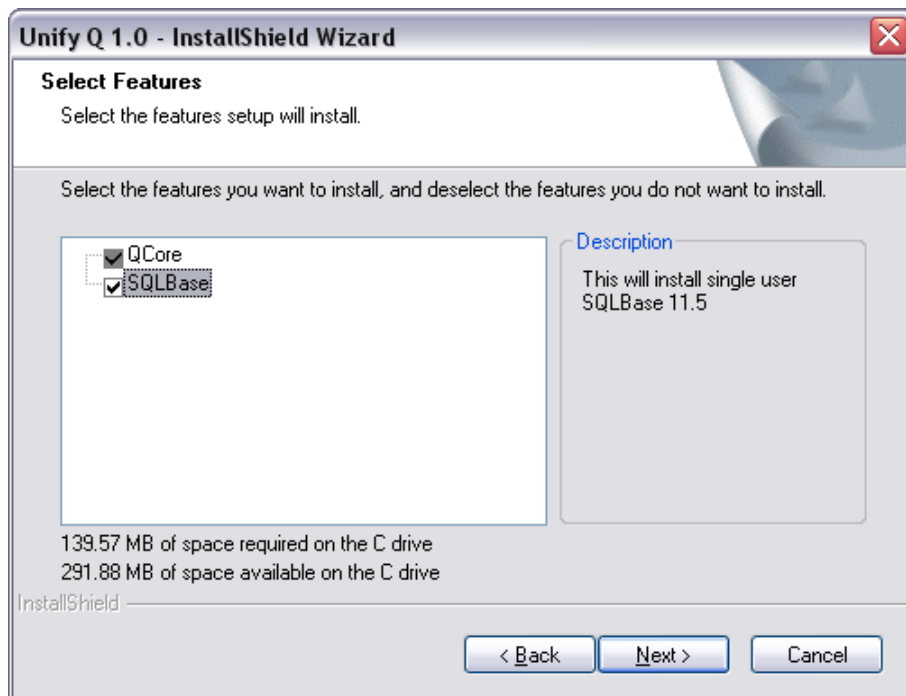 Unify Q 1.0 - InstallShield Wizard
Select Features
Select the features setup will install.
Select the features you want to install, and deselect the features you do not want to install.
QCore
SQLBase
Description
This will install single user
SQLBase 11.5
139.57 MB of space required on the C drive
291.88 MB of space available on the C drive
InstallShield
< Back
Next >
Cancel